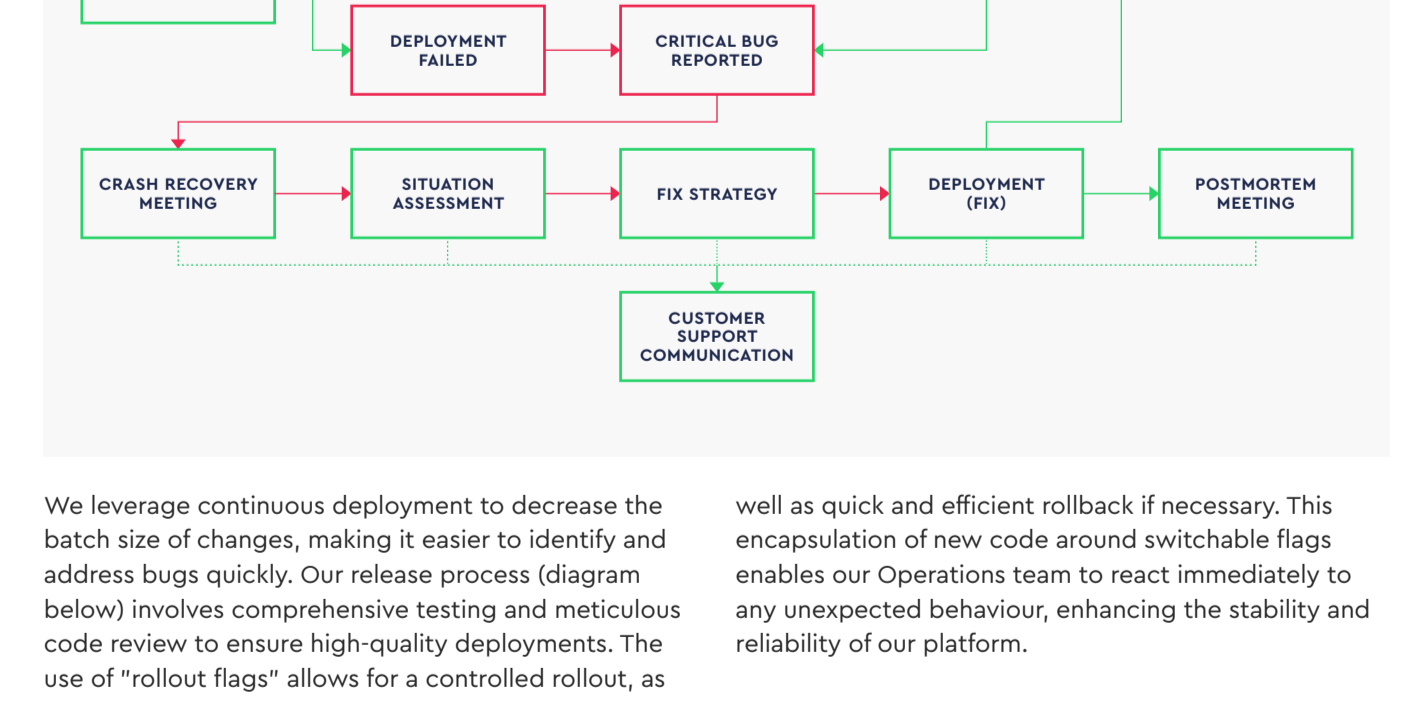 DEPLOYMENT
FAILED
CRITICAL BUG
REPORTED
CRASH RECOVERY
MEETING
SITUATION
ASSESSMENT
FIX STRATEGY
DEPLOYMENT
(FIX)
POSTMORTEM
MEETING
CUSTOMER
SUPPORT
COMMUNICATION
We leverage continuous deployment to decrease the
batch size of changes, making it easier to identify and
address bugs quickly. Our release process (diagram
below) involves comprehensive testing and meticulous
code review to ensure high-quality deployments. The
use of "rollout flags" allows for a controlled rollout, as
well as quick and efficient rollback if necessary. This
encapsulation of new code around switchable flags
enables our Operations team to react immediately to
any unexpected behaviour, enhancing the stability and
reliability of our platform.